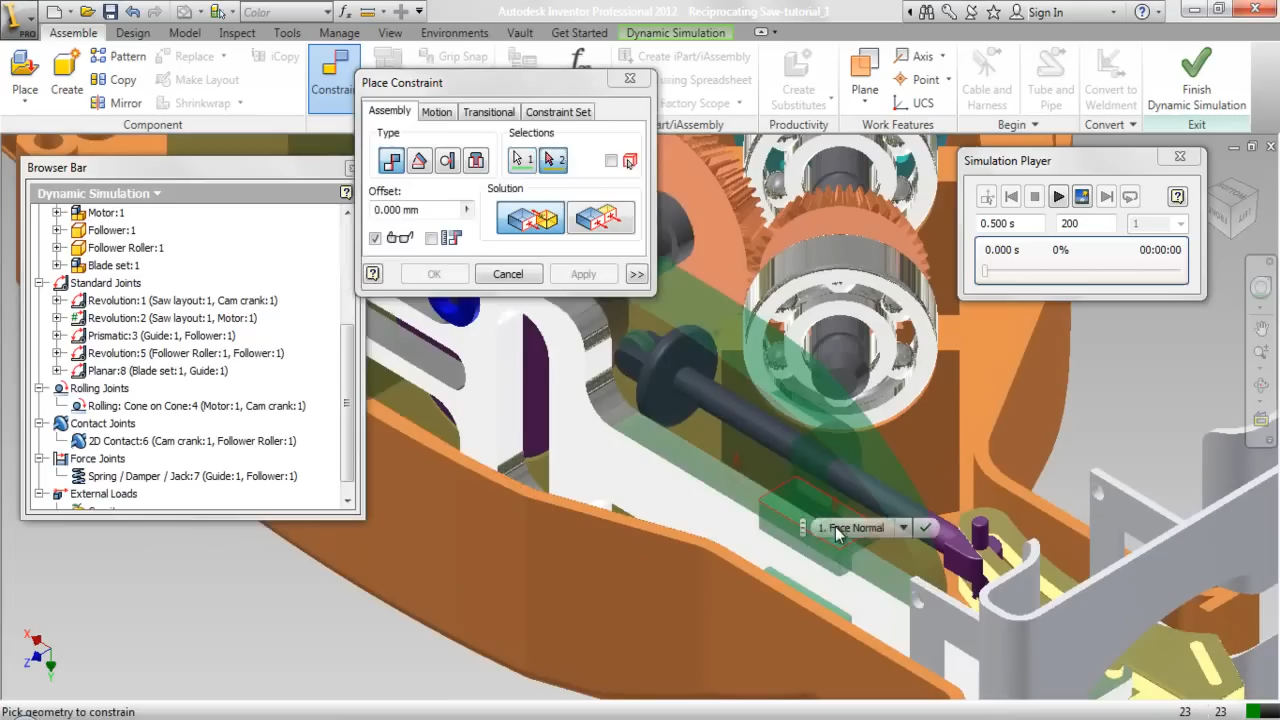 Color
Autodesk Inventor Professional 2012 Reciprocating Saw-tutorial_1
Sign In
PRO
Assemble Design Model Inspect Tools Manage View Environments Vault Get Started Dynamic Simulation
Place
Create
Pattern
Copy
Mirror
Replace
Make Layout
Shrinkwrap
iCopy
Component
Constraint
Grip Snap
Create iPart/iAssembly
Spreadsheet
Factory Scope
iPart/iAssembly
Create
Substitutes
Productivity
Plane
Axis
Point
UCS
Work Features
Cable and
Harness
Tube and
Pipe
Begin
Convert to
Weldment
Convert
Finish
Dynamic Simulation
Exit
Place Constraint
Assembly Motion Transitional Constraint Set
Type
Selections
1
2
Offset:
0.000 mm
Solution
OK
Cancel
Apply
>>
Browser Bar
Dynamic Simulation
Motor:1
Follower:1
Follower Roller:1
Blade set:1
Standard Joints
Revolution:1 (Saw layout:1, Cam crank:1)
Revolution:2 (Saw layout:1, Motor:1)
Prismatic:3 (Guide:1, Follower:1)
Revolution:5 (Follower Roller:1, Follower:1)
Planar:8 (Blade set:1, Guide:1)
Rolling Joints
Rolling: Cone on Cone:4 (Motor:1, Cam crank:1)
Contact Joints
2D Contact:6 (Cam crank:1, Follower Roller:1)
Force Joints
Spring / Damper / Jack:7 (Guide:1, Follower:1)
External Loads
Simulation Player
0.500 s
200
1
0.000 s 0% 00:00:00
1. Face Normal
X
Z
Y
Pick geometry to constrain
23 23